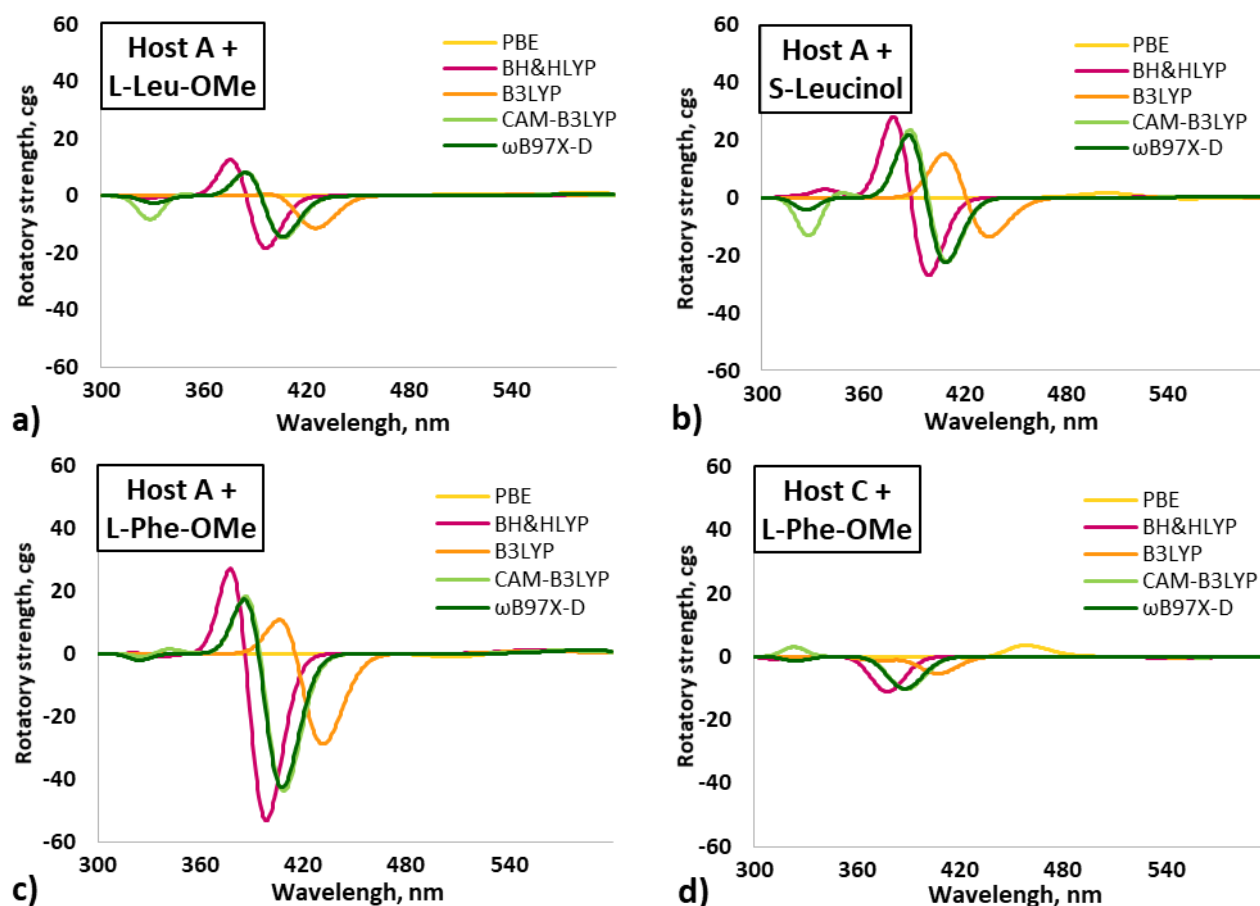 Host A +
L-Leu-OMe
PBE
BH&HLYP
B3LYP
CAM-B3LYP
ωB97X-D
Rotatory strength, cgs
60
40
20
0
-20
-40
-60
300 360 420 480 540
Wavelengh, nm
a)
Host A +
S-Leucinol
PBE
BH&HLYP
B3LYP
CAM-B3LYP
ωB97X-D
Rotatory strength, cgs
60
40
20
0
-20
-40
-60
300 360 420 480 540
Wavelengh, nm
b)
Host A +
L-Phe-OMe
PBE
BH&HLYP
B3LYP
CAM-B3LYP
ωB97X-D
Rotatory strength, cgs
60
40
20
0
-20
-40
-60
300 360 420 480 540
Wavelengh, nm
c)
Host C +
L-Phe-OMe
PBE
BH&HLYP
B3LYP
CAM-B3LYP
ωB97X-D
Rotatory strength, cgs
60
40
20
0
-20
-40
-60
300 360 420 480 540
Wavelengh, nm
d)